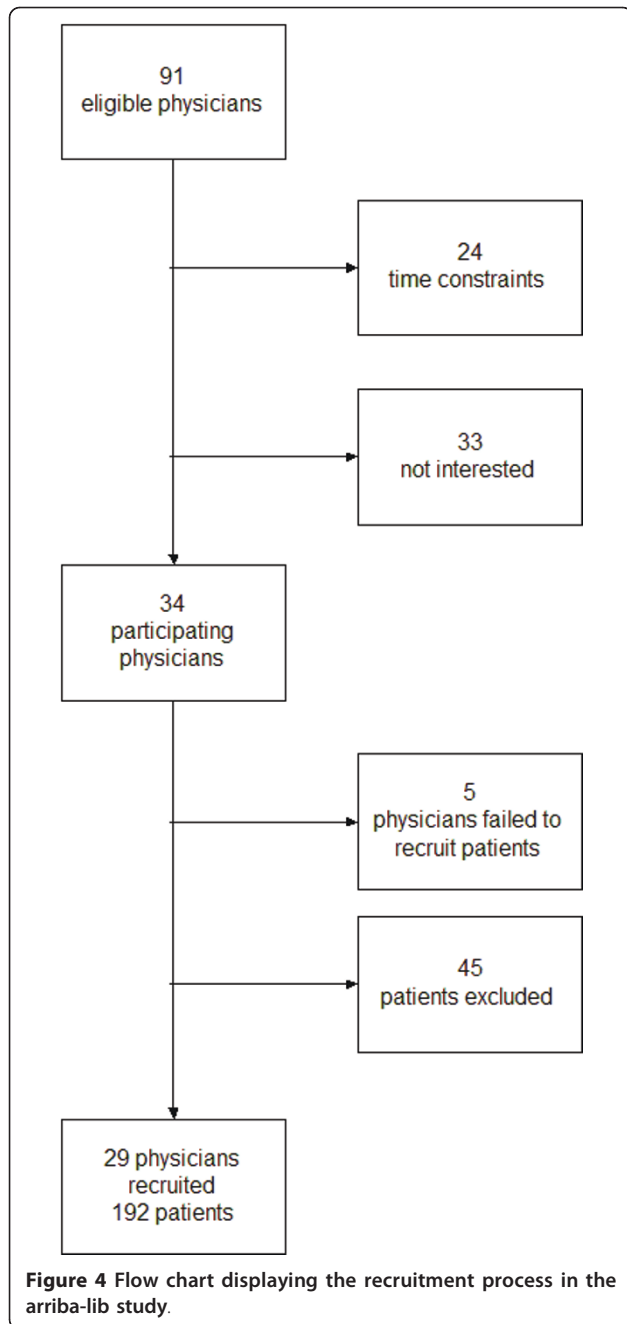 91
eligible physicians
24
time constraints
33
not interested
34
participating
physicians
5
physicians failed to
recruit patients
45
patients excluded
29 physicians
recruited
192 patients
Figure 4 Flow chart displaying the recruitment process in the
arriba-lib study.